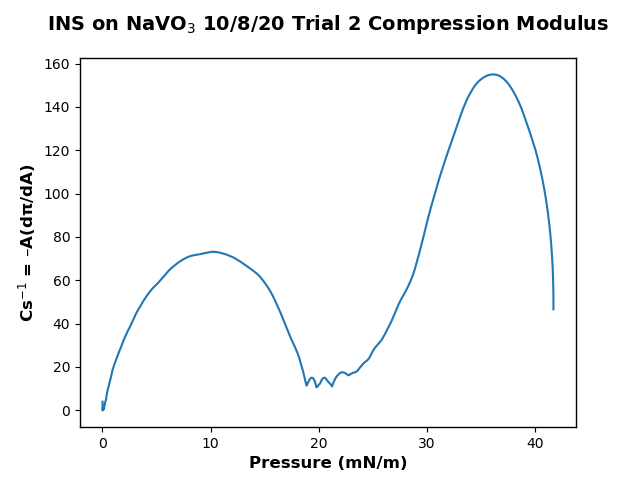 INS on NaVO₃ 10/8/20 Trial 2 Compression Modulus
160
140
120
100
80
60
40
20
0
Cs⁻¹ = –A(dπ/dA)
0 10 20 30 40
Pressure (mN/m)